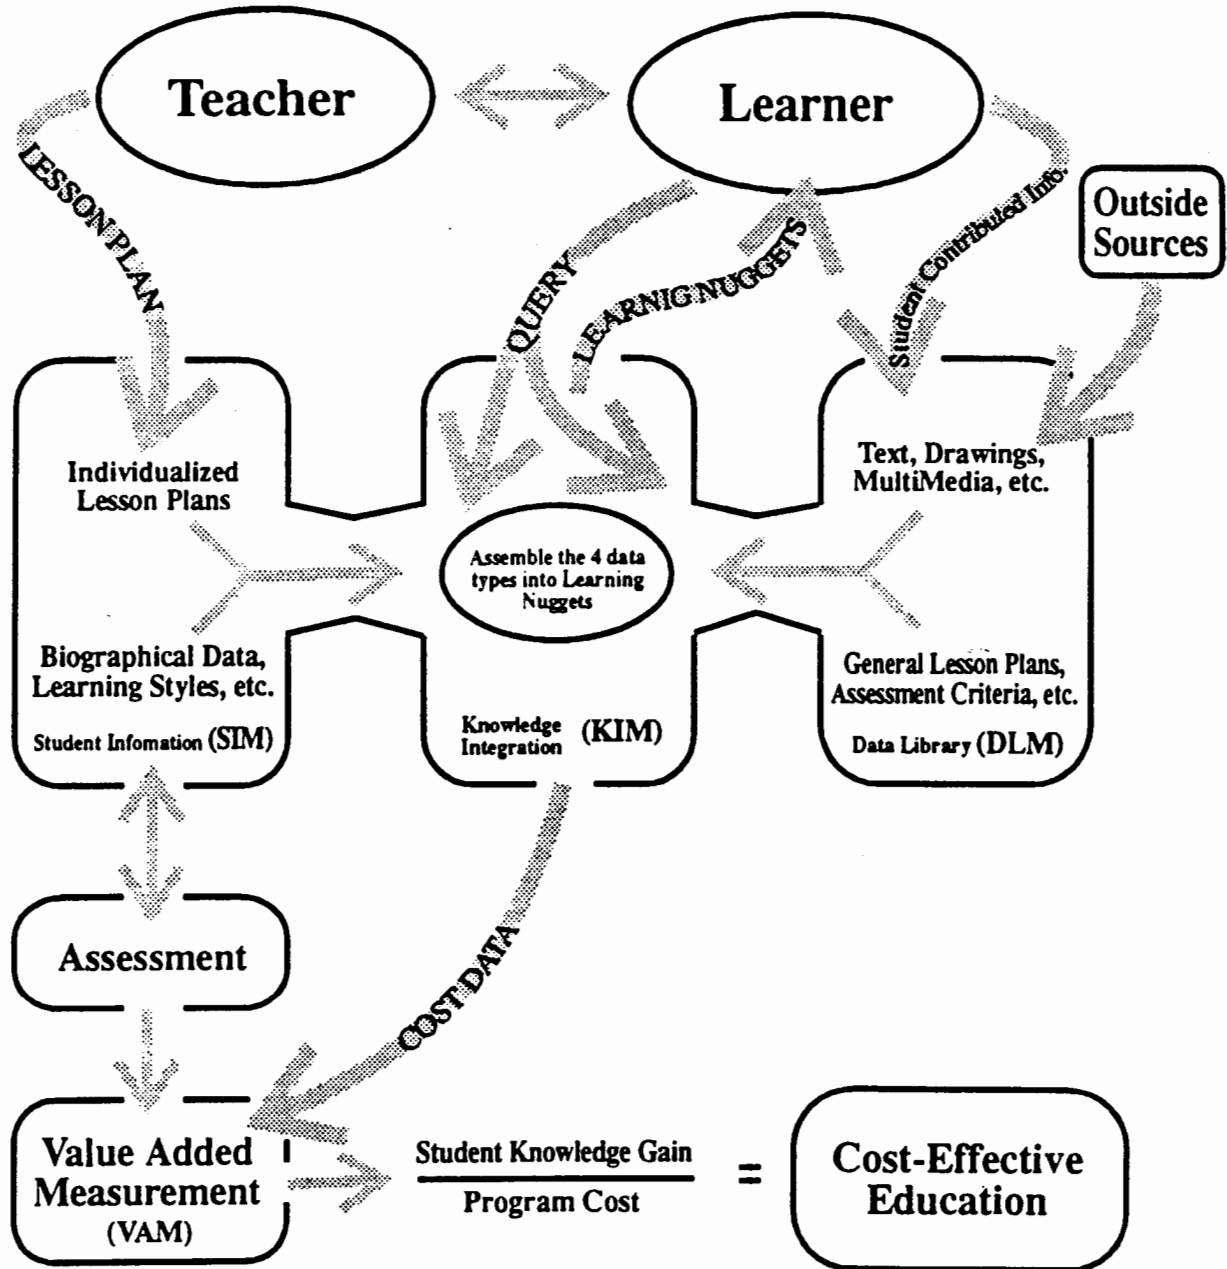 Teacher
Learner
LESSON PLAN
QUERY
LEARNIG NUGGETS
Student Contributed Info.
Outside
Sources
Individualized
Lesson Plans
Text, Drawings,
MultiMedia, etc.
Assemble the 4 data
types into Learning
Nuggets
Biographical Data,
Learning Styles, etc.
Student Infomation (SIM)
Knowledge
Integration (KIM)
General Lesson Plans,
Assessment Criteria, etc.
Data Library (DLM)
Assessment
COST DATA
Value Added
Measurement
(VAM)
Student Knowledge Gain
Program Cost
=
Cost-Effective
Education